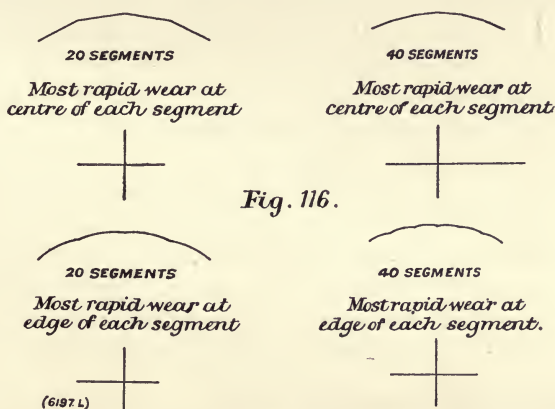 20 SEGMENTS
Most rapid wear at
centre of each segment
40 SEGMENTS
Most rapid wear at
centre of each segment
Fig. 116.
20 SEGMENTS
Most rapid wear at
edge of each segment
40 SEGMENTS
Most rapid wear at
edge of each segment.
(6197.L)